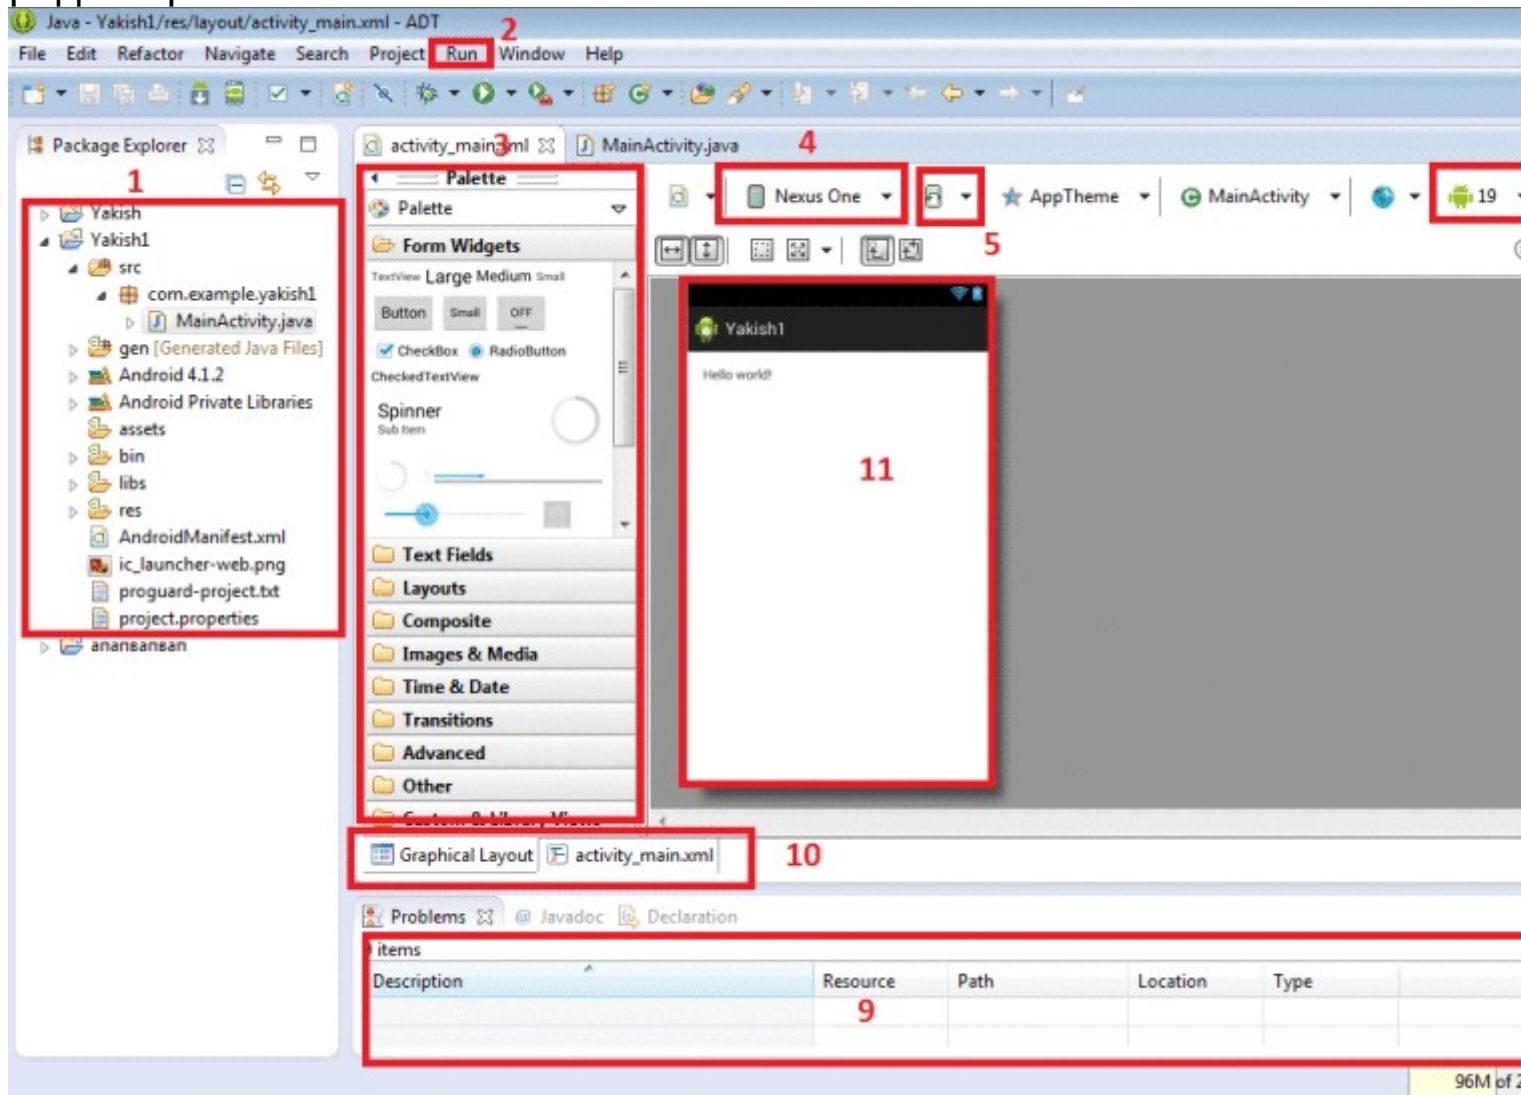 Java - Yakish1/res/layout/activity_main.xml - ADT
2
File Edit Refactor Navigate Search Project Run Window Help
Package Explorer
1
Yakish
Yakish1
src
com.example.yakish1
MainActivity.java
gen [Generated Java Files]
Android 4.1.2
Android Private Libraries
assets
bin
libs
res
AndroidManifest.xml
ic_launcher-web.png
proguard-project.txt
project.properties
3
activity_main.xml MainActivity.java
Palette
Palette
Form Widgets
TextView Large Medium Small
Button Small OFF
CheckBox RadioButton
CheckedTextView
Spinner
Sub Item
Text Fields
Layouts
Composite
Images & Media
Time & Date
Transitions
Advanced
Other
Custom & Library Views
4
Nexus One AppTheme MainActivity 19
5
Yakish1
Hello world!
11
Graphical Layout activity_main.xml
10
Problems @ Javadoc Declaration
items
Description Resource Path Location Type
9
96M of 2